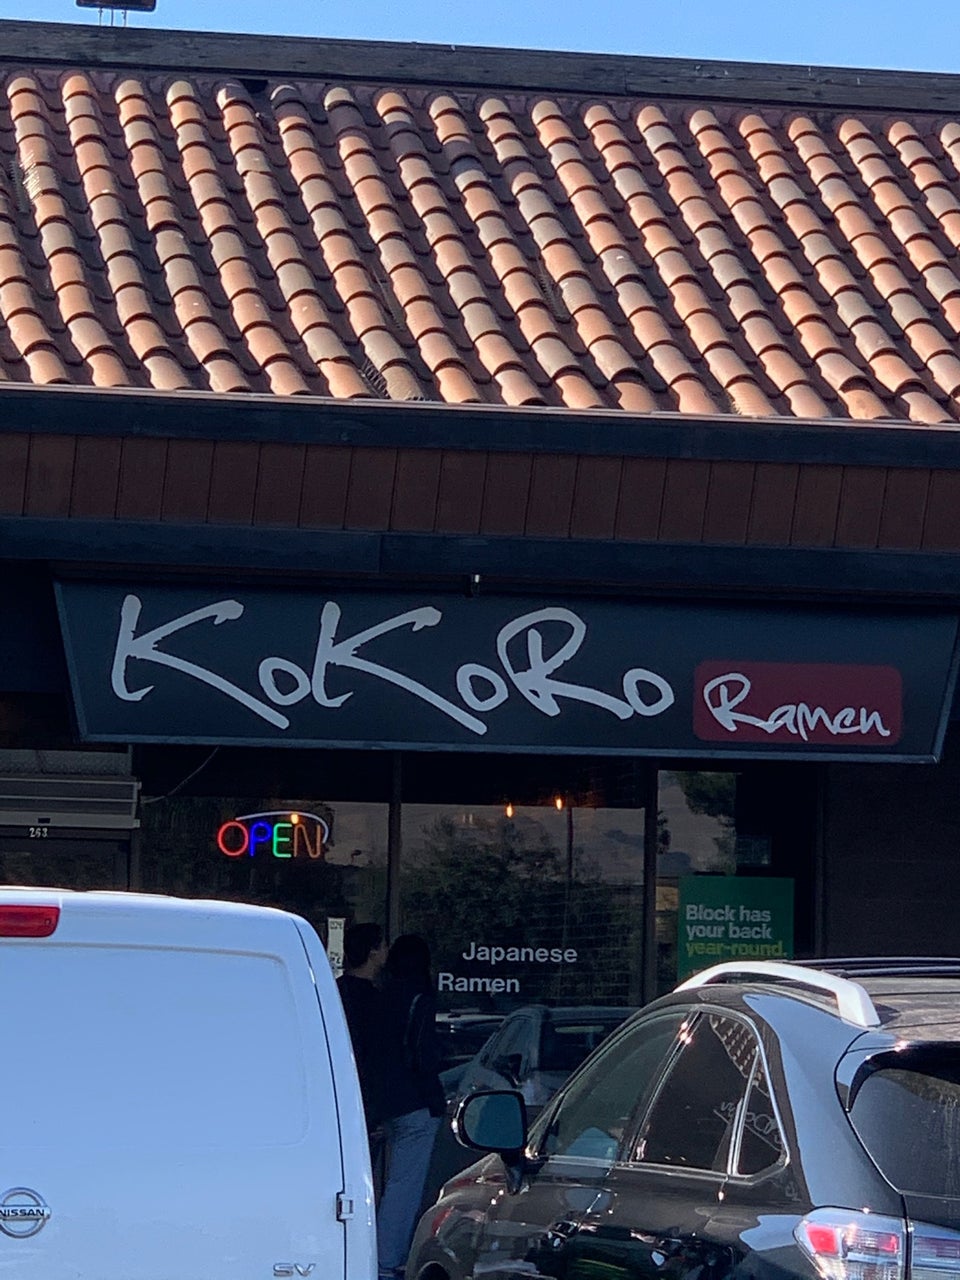 KoKoRo
Ramen
263
OPEN
Block has
your back
year-round.
Japanese
Ramen
NISSAN
SV